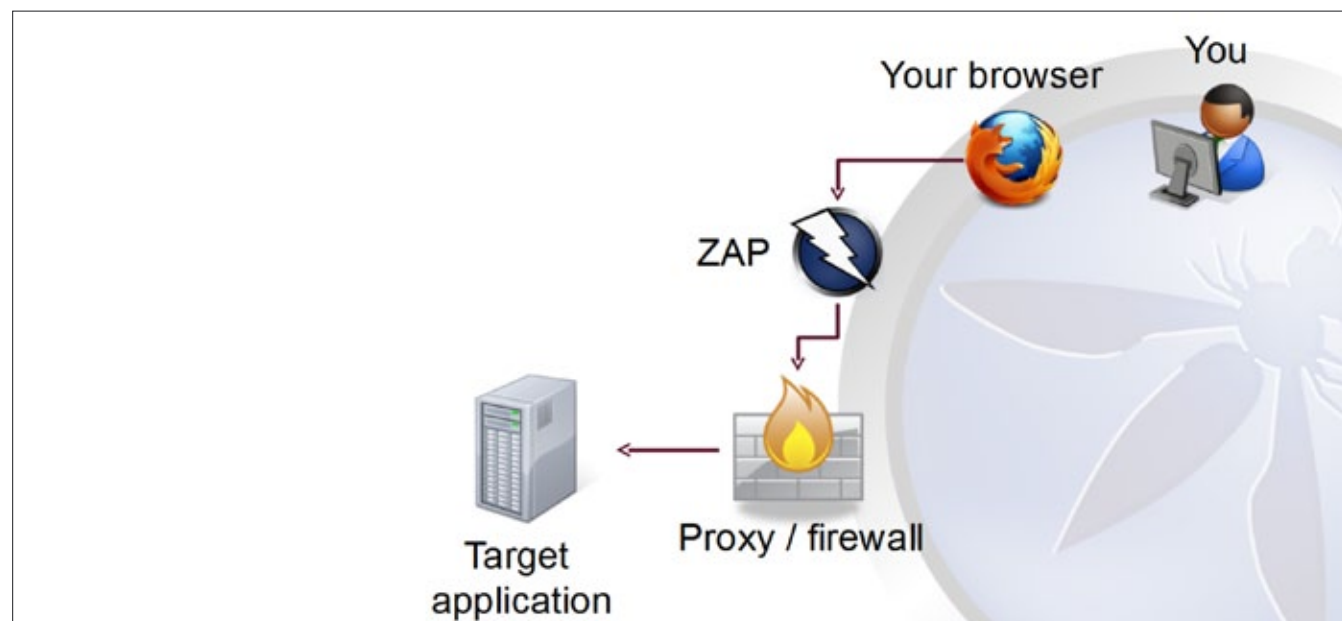 You
Your browser
ZAP
Proxy / firewall
Target
application